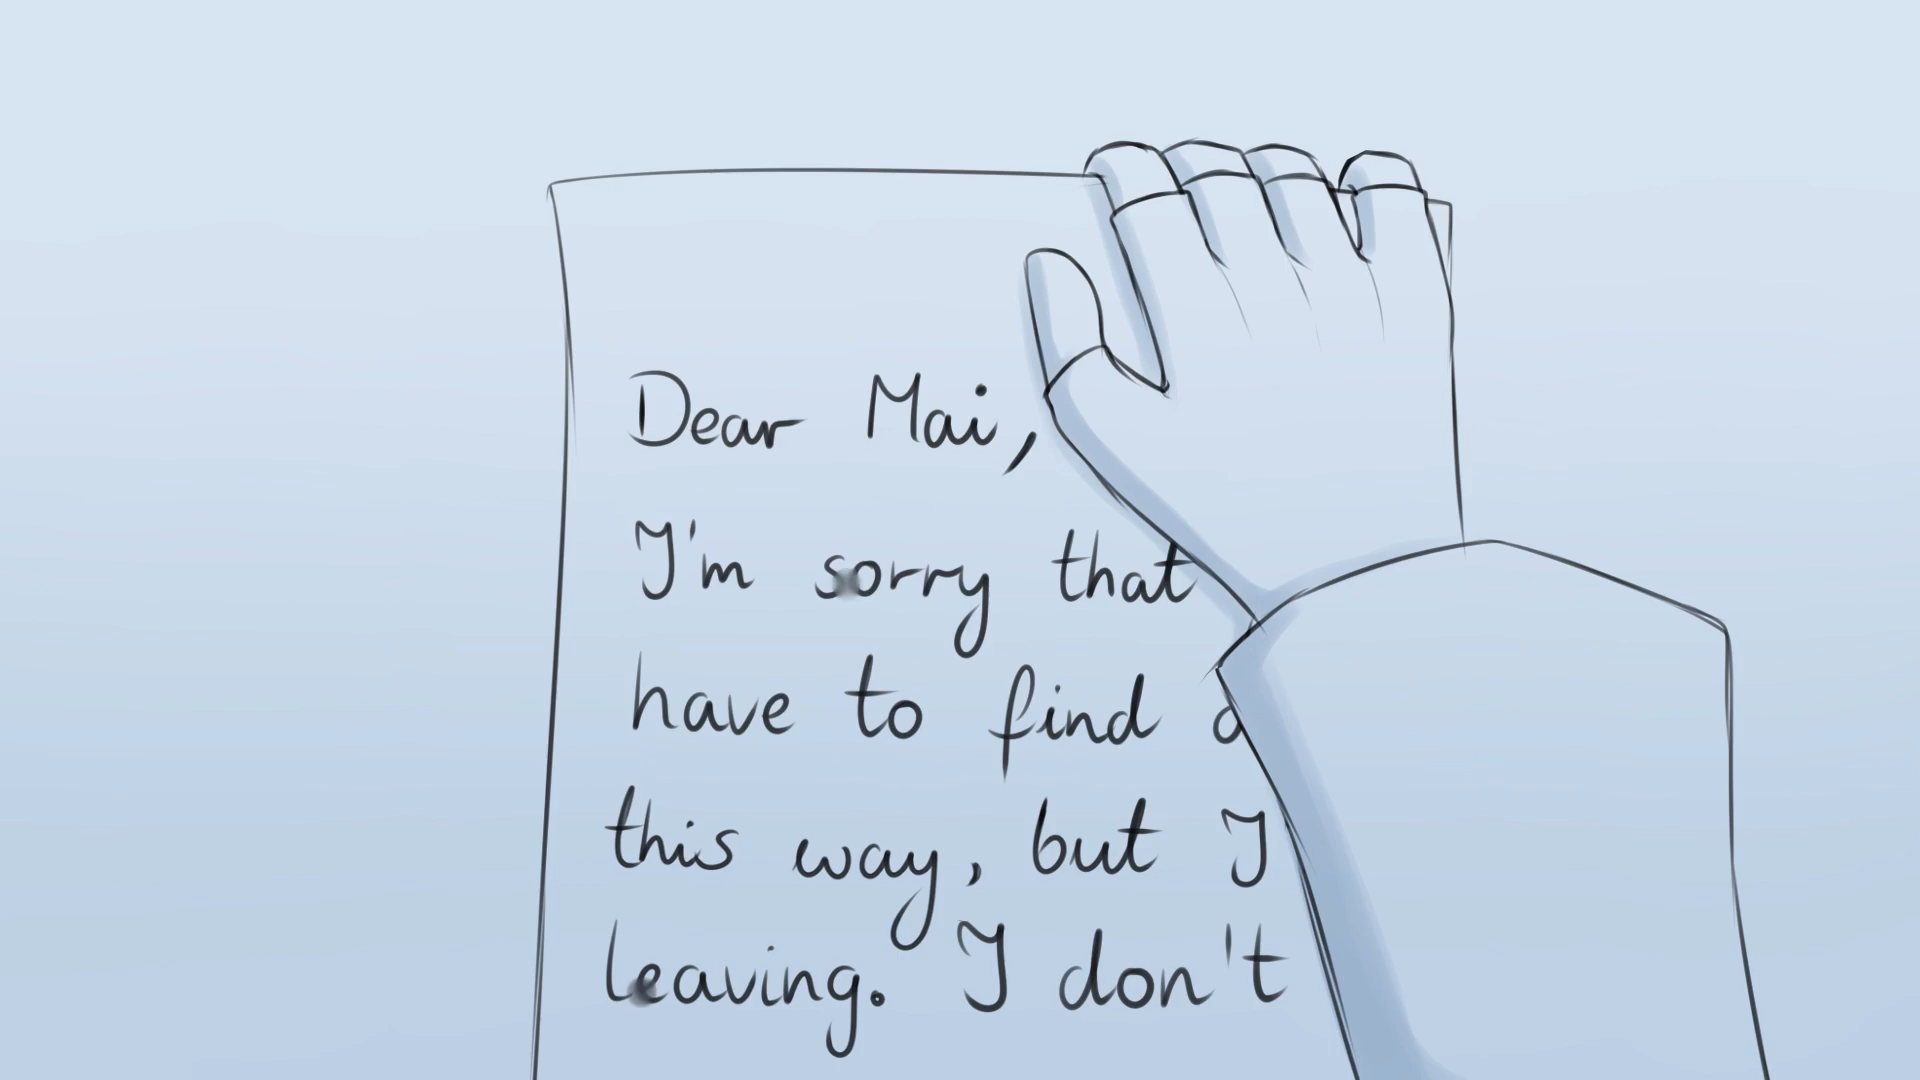 Dear Mai,
I'm sorry that
have to find
this way, but I
leaving. I don't